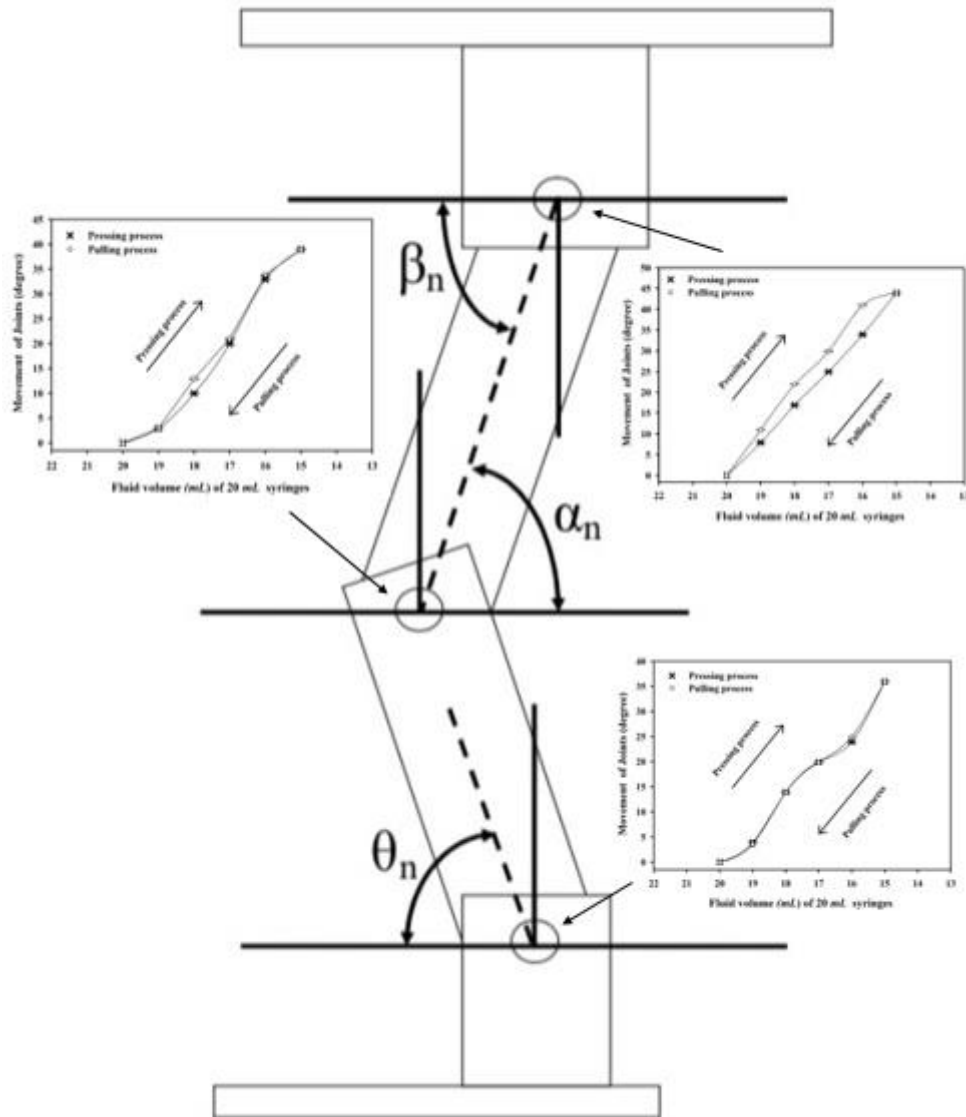 βn
αn
θn
45
40
35
30
25
20
15
10
5
0
Movement of Joints (degree)
Pressing process
Pulling process
Pressing process
Pulling process
22 21 20 19 18 17 16 15 14 13
Fluid volume (mL) of 20 mL syringes
50
45
40
35
30
25
20
15
10
5
0
Movement of Joints (degree)
Pressing process
Pulling process
Pressing process
Pulling process
22 21 20 19 18 17 16 15 14 13
Fluid volume (mL) of 20 mL syringes
40
35
30
25
20
15
10
5
0
Movement of Joints (degree)
Pressing process
Pulling process
Pressing process
Pulling process
22 21 20 19 18 17 16 15 14 13
Fluid volume (mL) of 20 mL syringes